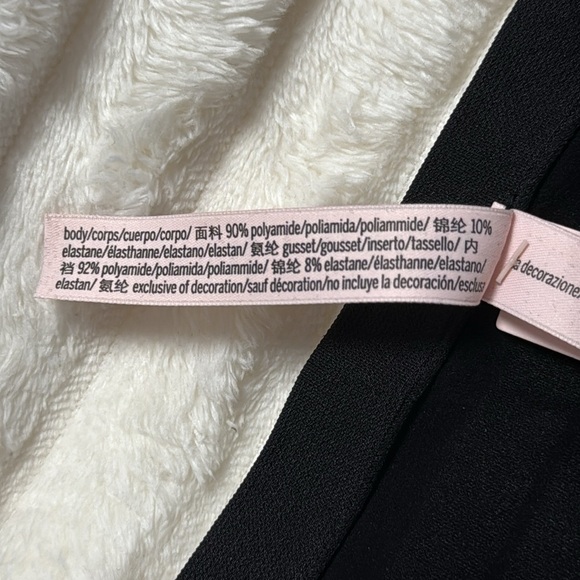 body/corps/cuerpo/corpo/ 面料 90% polyamide/poliamida/poliammide/ 锦纶 10%
elastane/élasthanne/elastano/elastan/ 氨纶 gusset/gousset/inserto/tassello/ 内
裆 92% polyamide/poliamida/poliammide/ 锦纶 8% elastane/élasthanne/elastano/
elastan/ 氨纶 exclusive of decoration/sauf décoration/no incluye la decoración/esclusa
a decorazione.